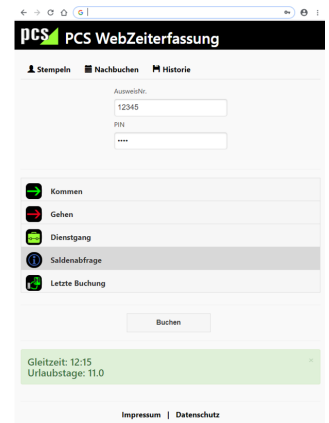 pcs PCS WebZeiterfassung
Stempeln Nachbuchen Historie
AusweisNr.
12345
PIN
••••
Kommen
Gehen
Dienstgang
Saldenabfrage
Letzte Buchung
Buchen
Gleitzeit: 12:15 ×
Urlaubstage: 11.0
Impressum | Datenschutz